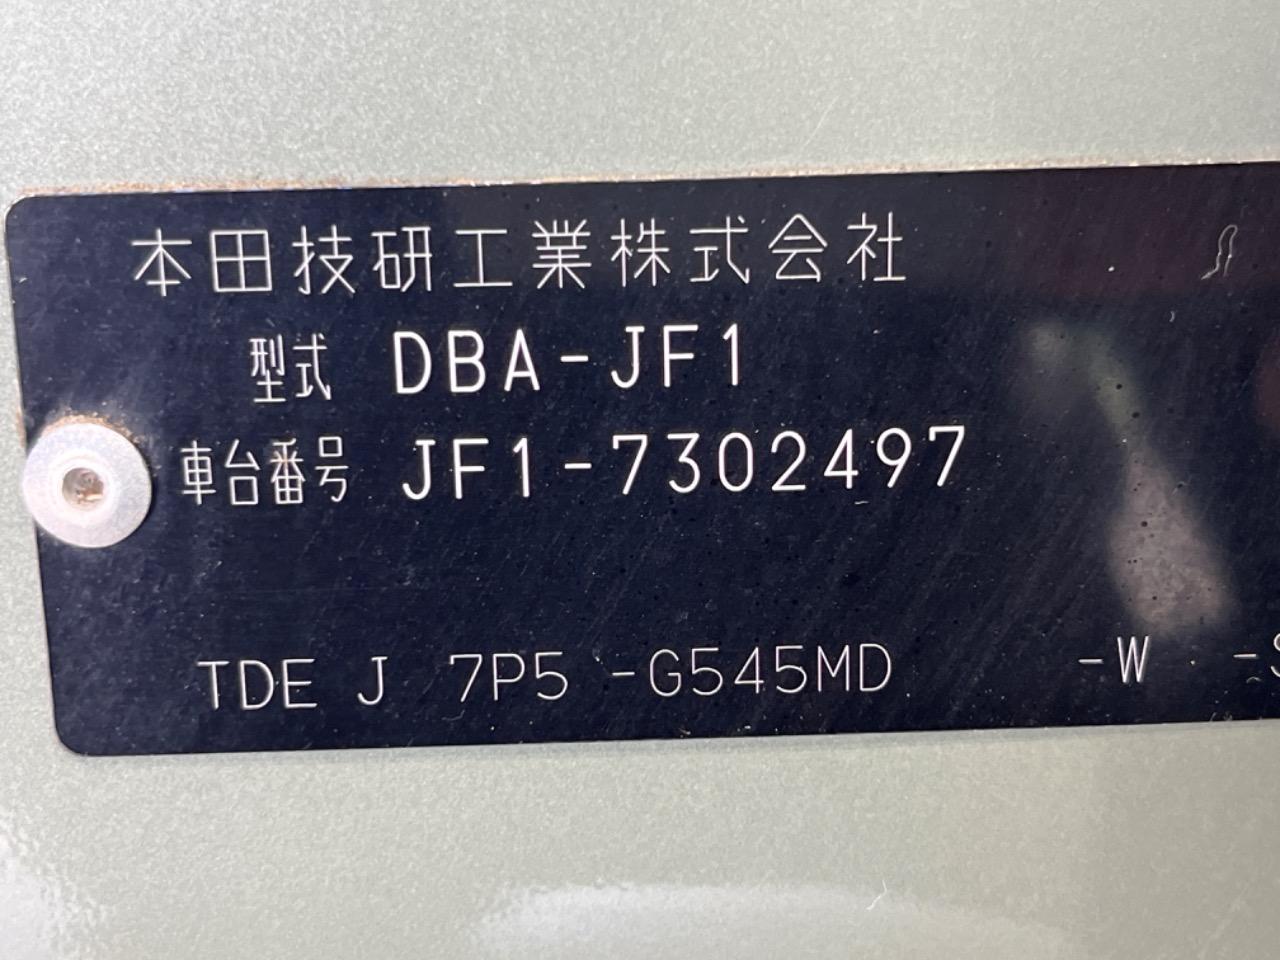 本田技研工業株式会社
型式 DBA-JF1
車台番号 JF1-7302497
TDE J 7P5 -G545MD -W -S